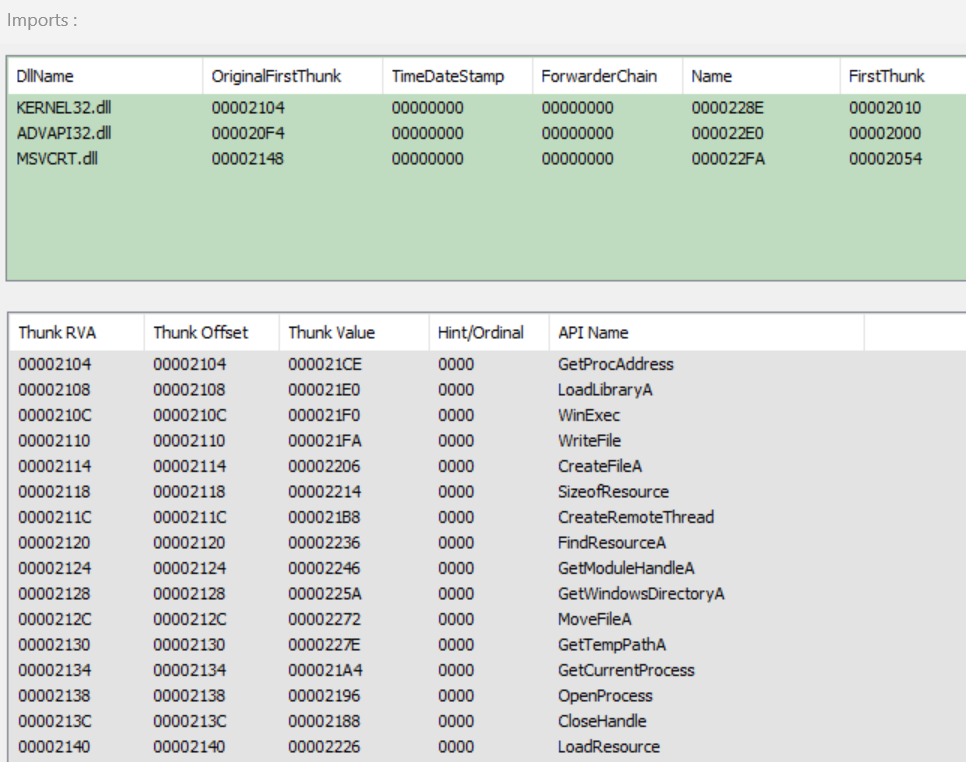 Imports :
DllName OriginalFirstThunk TimeDateStamp ForwarderChain Name FirstThunk
KERNEL32.dll 00002104 00000000 00000000 0000228E 00002010
ADVAPI32.dll 000020F4 00000000 00000000 000022E0 00002000
MSVCRT.dll 00002148 00000000 00000000 000022FA 00002054
Thunk RVA Thunk Offset Thunk Value Hint/Ordinal API Name
00002104 00002104 000021CE 0000 GetProcAddress
00002108 00002108 000021E0 0000 LoadLibraryA
0000210C 0000210C 000021F0 0000 WinExec
00002110 00002110 000021FA 0000 WriteFile
00002114 00002114 00002206 0000 CreateFileA
00002118 00002118 00002214 0000 SizeofResource
0000211C 0000211C 000021B8 0000 CreateRemoteThread
00002120 00002120 00002236 0000 FindResourceA
00002124 00002124 00002246 0000 GetModuleHandleA
00002128 00002128 0000225A 0000 GetWindowsDirectoryA
0000212C 0000212C 00002272 0000 MoveFileA
00002130 00002130 0000227E 0000 GetTempPathA
00002134 00002134 000021A4 0000 GetCurrentProcess
00002138 00002138 00002196 0000 OpenProcess
0000213C 0000213C 00002188 0000 CloseHandle
00002140 00002140 00002226 0000 LoadResource